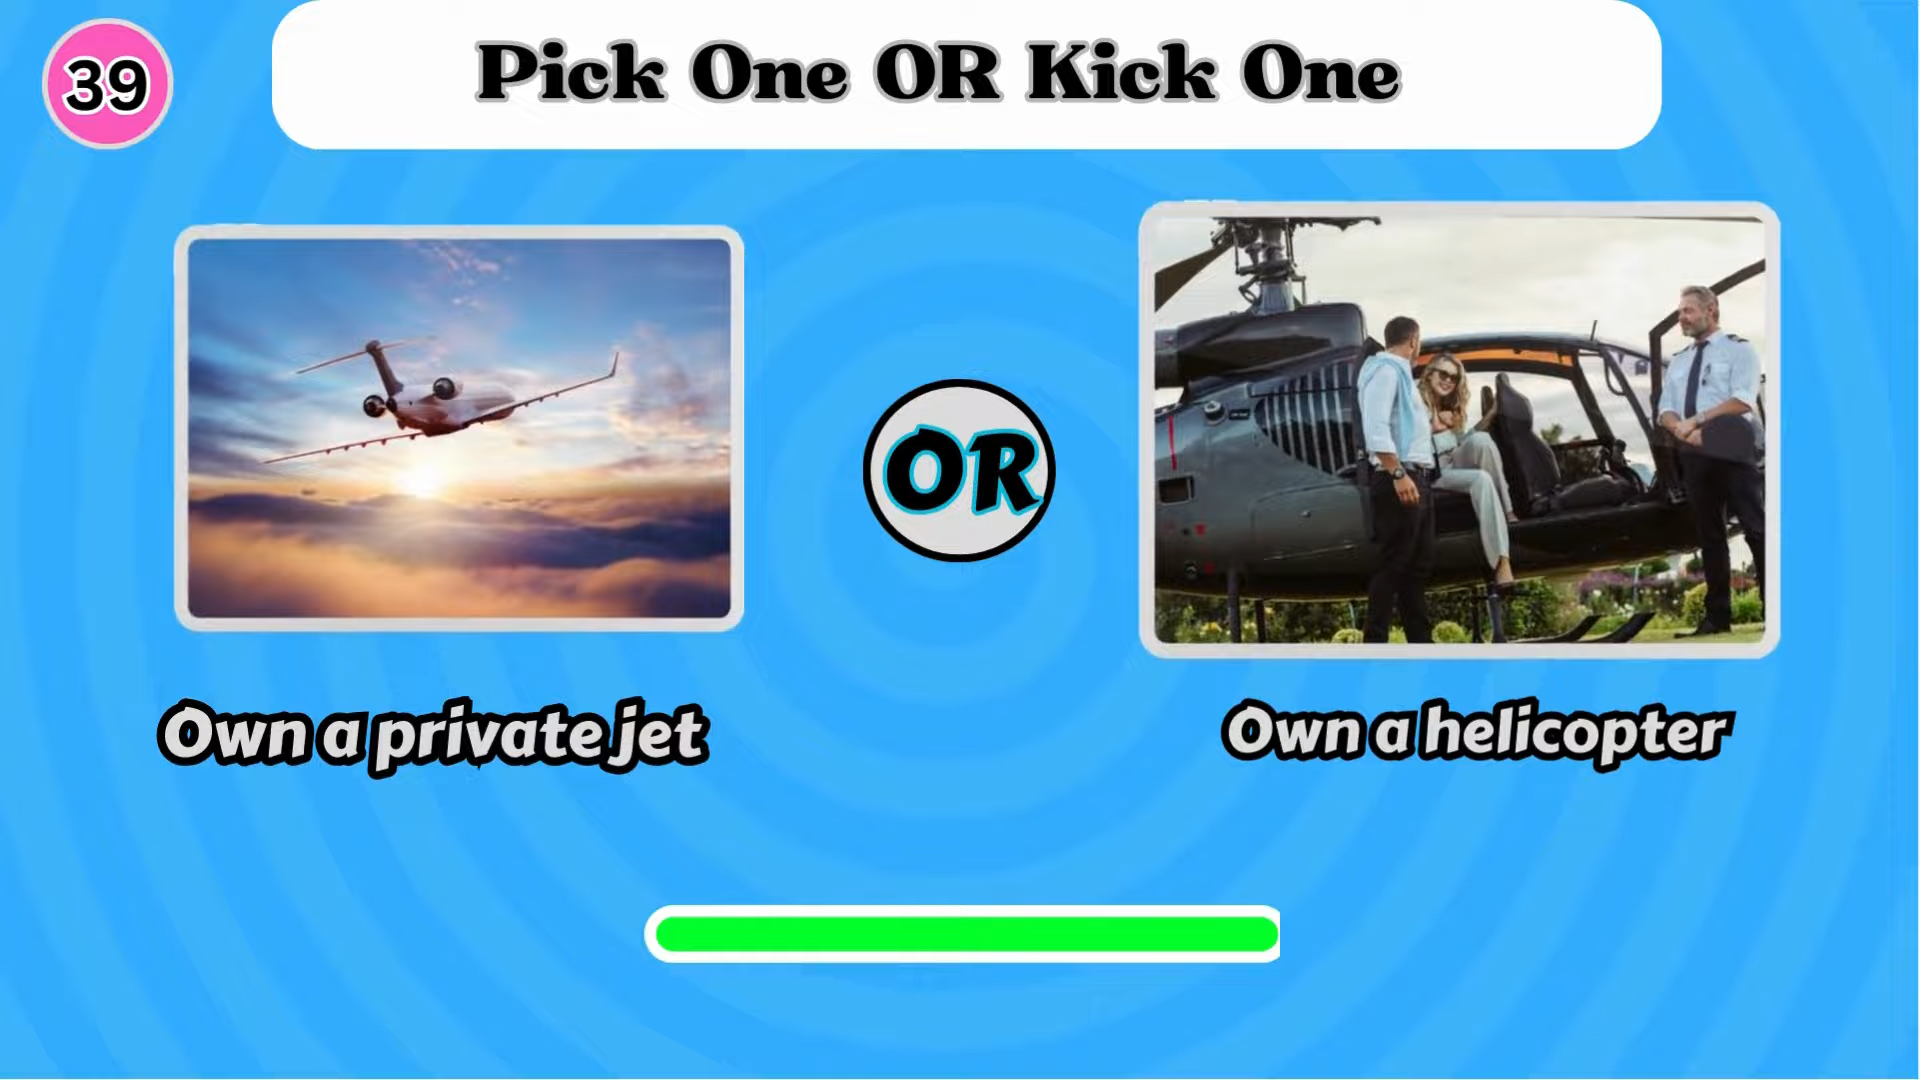 39
Pick One OR Kick One
OR
Own a private jet
Own a helicopter